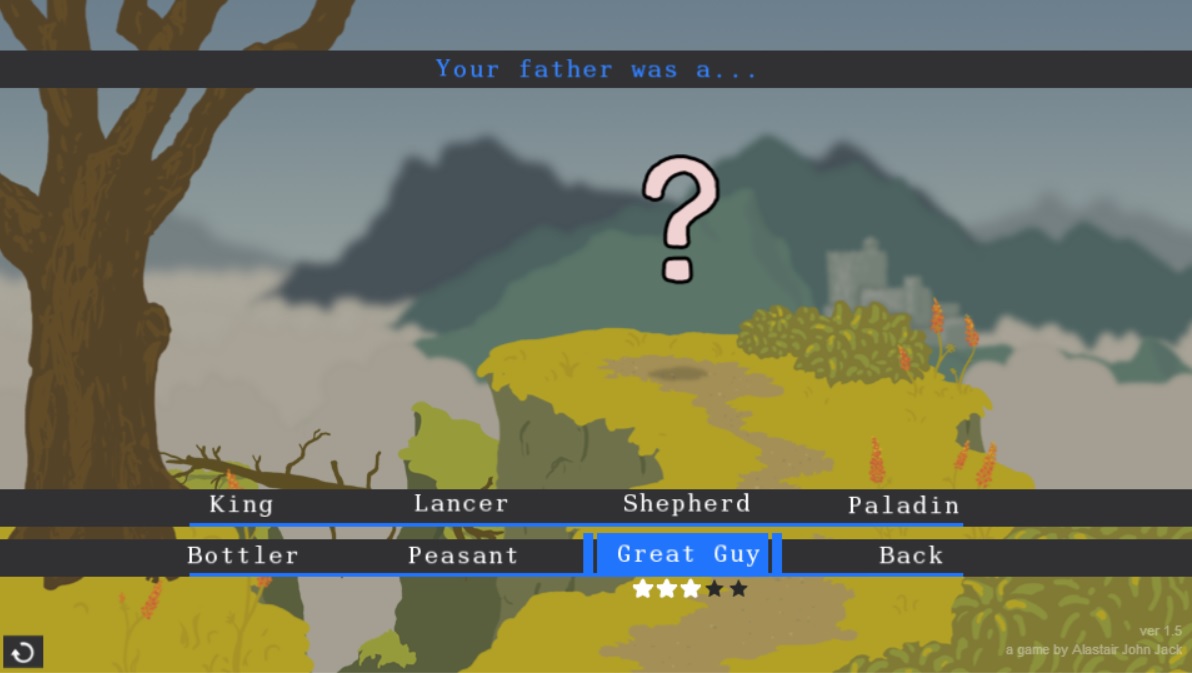 Your father was a...
King Lancer Shepherd Paladin
Bottler Peasant Great Guy Back
ver 1.5
a game by Alastair John Jack